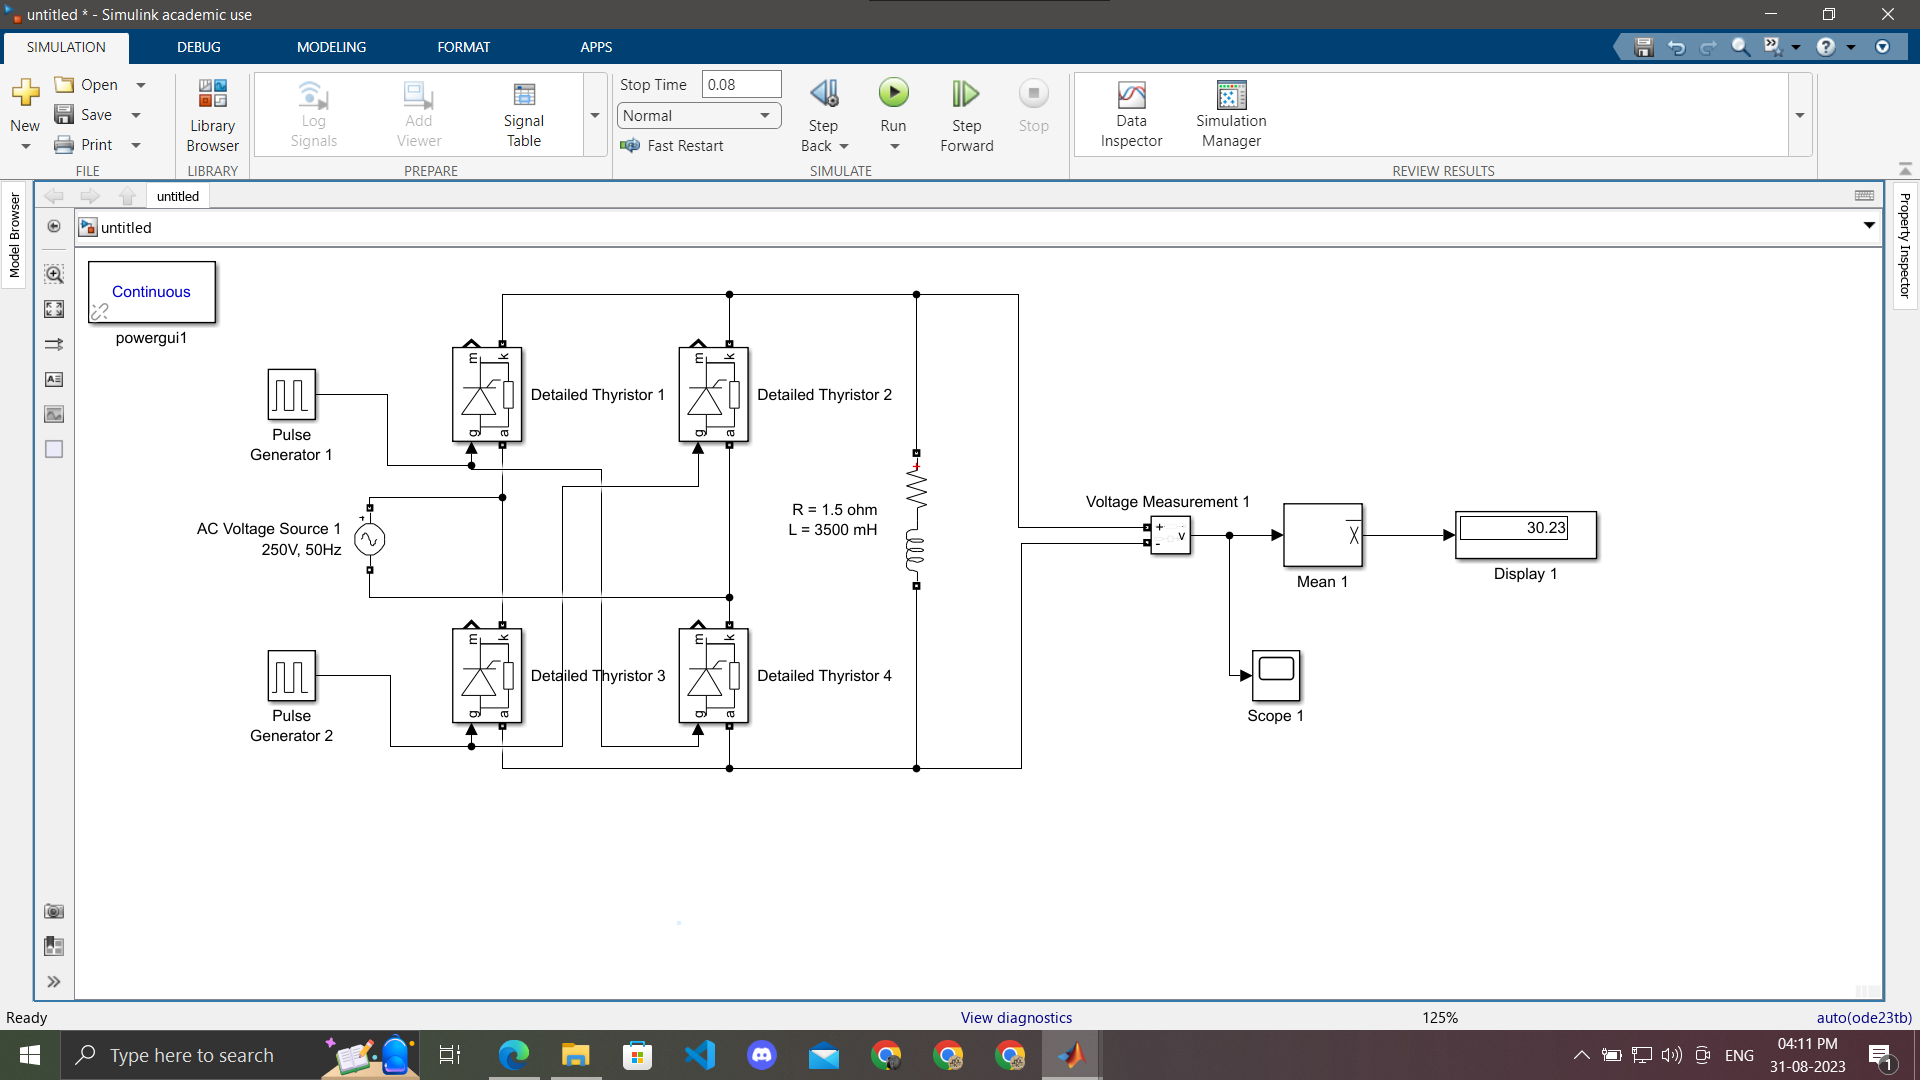 untitled * - Simulink academic use
SIMULATION
DEBUG
MODELING
FORMAT
APPS
New
Open
Save
Print
FILE
Library
Browser
LIBRARY
Log
Signals
Add
Viewer
Signal
Table
PREPARE
Stop Time
0.08
Normal
Fast Restart
Step
Back
Run
Step
Forward
Stop
SIMULATE
Data
Inspector
Simulation
Manager
REVIEW RESULTS
Model Browser
untitled
untitled
Property Inspector
Continuous
powergui1
Pulse
Generator 1
m
k
g
a
Detailed Thyristor 1
m
k
g
a
Detailed Thyristor 2
AC Voltage Source 1
250V, 50Hz
+
R = 1.5 ohm
L = 3500 mH
+
Voltage Measurement 1
+
-
v
X
Mean 1
30.23
Display 1
Pulse
Generator 2
m
k
g
a
Detailed Thyristor 3
m
k
g
a
Detailed Thyristor 4
Scope 1
Ready
View diagnostics
125%
auto(ode23tb)
Type here to search
ENG
04:11 PM
31-08-2023
1